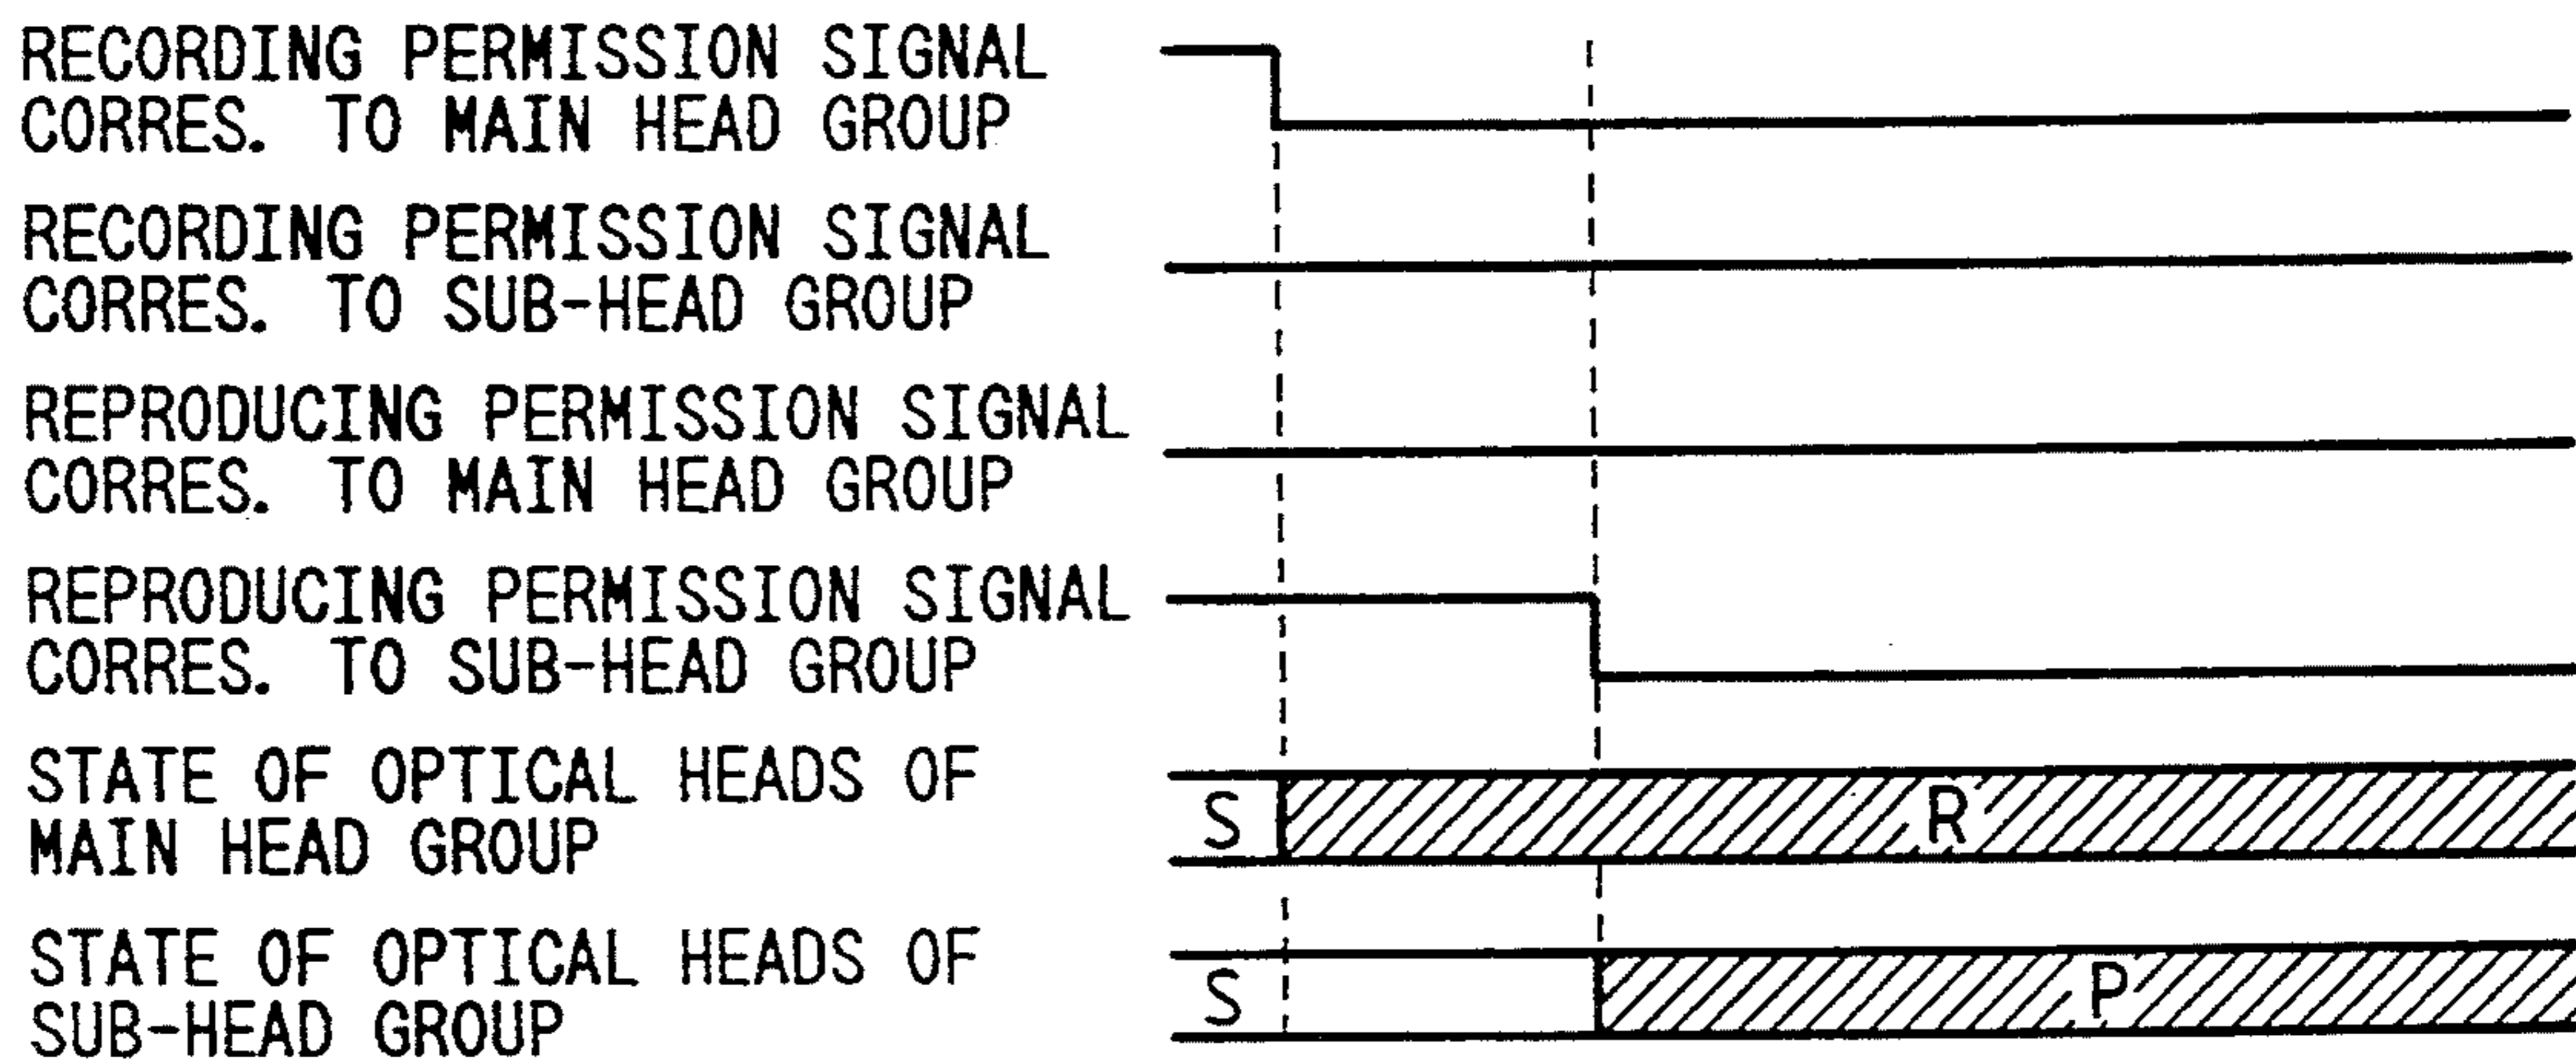 RECORDING PERMISSION SIGNAL
CORRES. TO MAIN HEAD GROUP
RECORDING PERMISSION SIGNAL
CORRES. TO SUB-HEAD GROUP
REPRODUCING PERMISSION SIGNAL
CORRES. TO MAIN HEAD GROUP
REPRODUCING PERMISSION SIGNAL
CORRES. TO SUB-HEAD GROUP
STATE OF OPTICAL HEADS OF
MAIN HEAD GROUP
S R
STATE OF OPTICAL HEADS OF
SUB-HEAD GROUP
S P